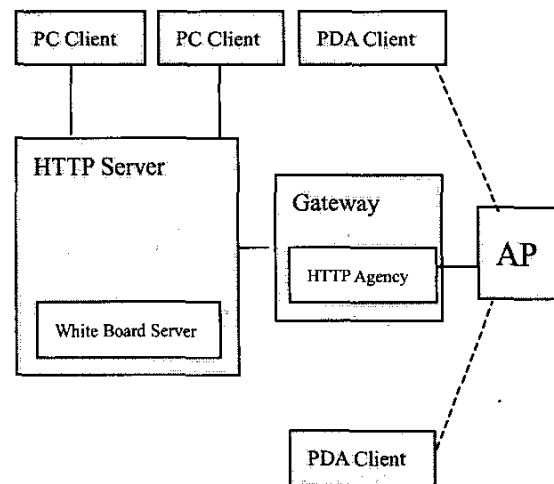 PC Client
PC Client
PDA Client
HTTP Server
Gateway
AP
HTTP Agency
White Board Server
PDA Client